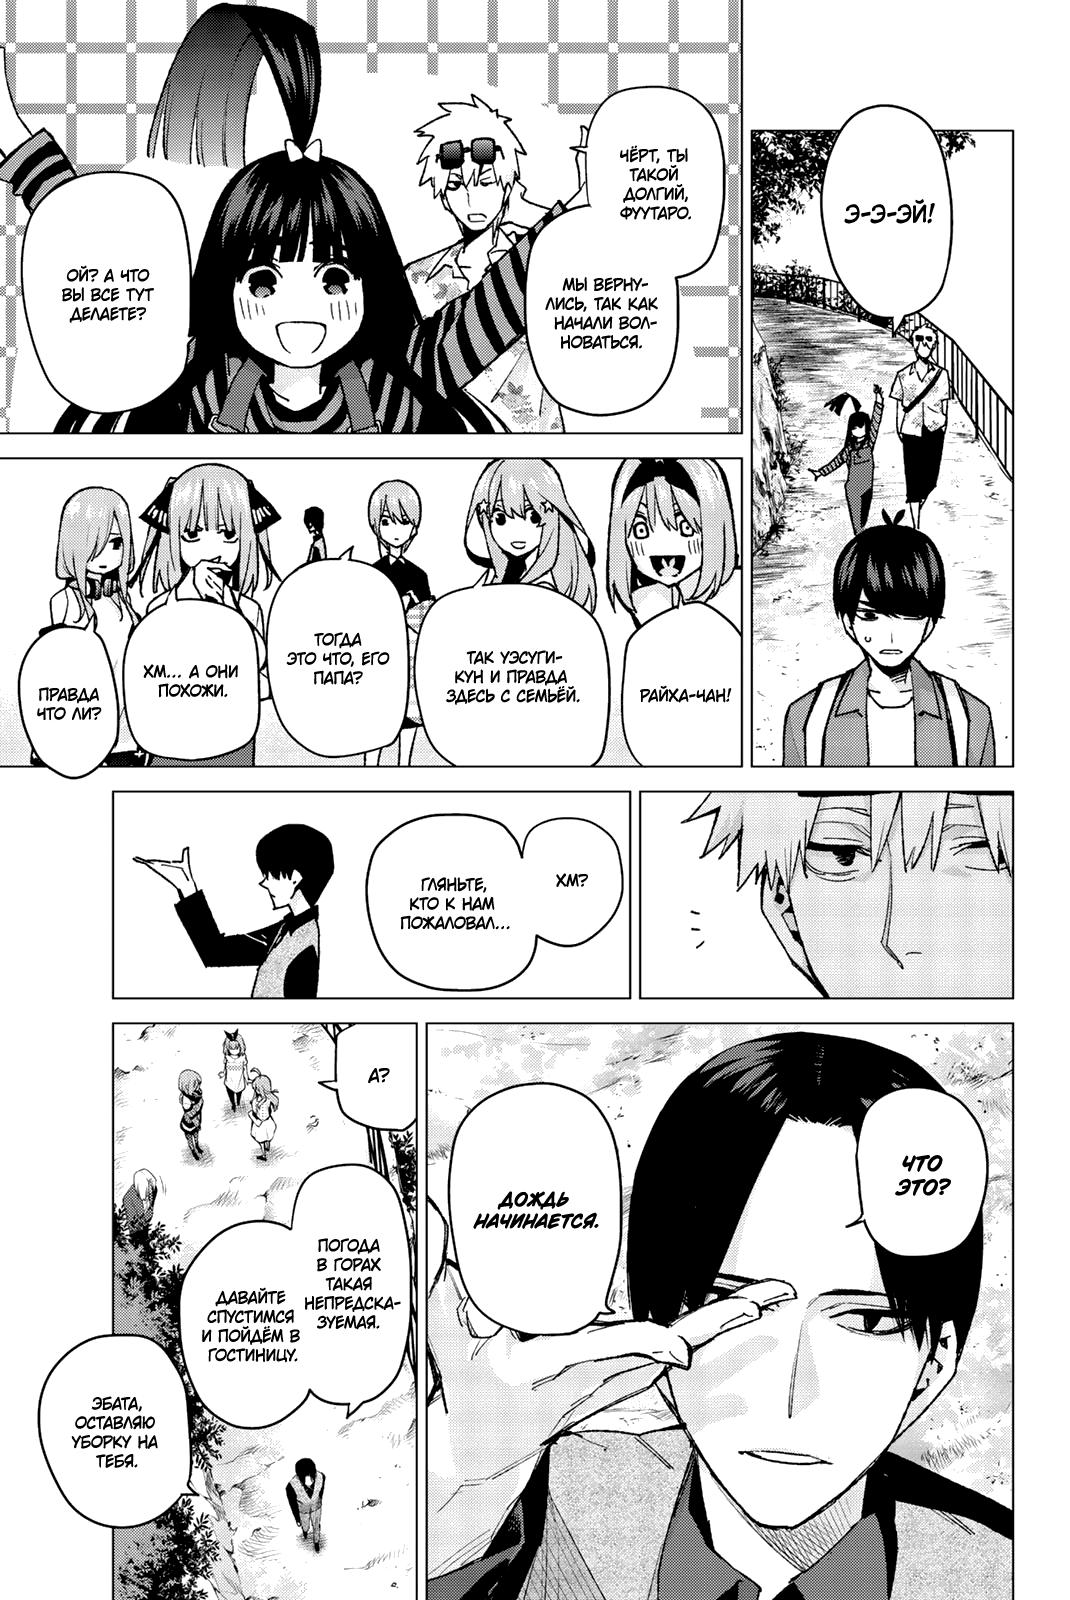 Э-Э-ЭЙ!
ЧЁРТ, ТЫ
ТАКОЙ
ДОЛГИЙ,
ФУУТАРО.
МЫ ВЕРНУ-
ЛИСЬ, ТАК КАК
НАЧАЛИ ВОЛ-
НОВАТЬСЯ.
ОЙ? А ЧТО
ВЫ ВСЕ ТУТ
ДЕЛАЕТЕ?
РАЙХА-ЧАН!
ТАК УЭСУГИ-
КУН И ПРАВДА
ЗДЕСЬ С СЕМЬЁЙ.
ТОГДА
ЭТО ЧТО, ЕГО
ПАПА?
ХМ... А ОНИ
ПОХОЖИ.
ПРАВДА
ЧТО ЛИ?
ХМ?
ГЛЯНЬТЕ,
КТО К НАМ
ПОЖАЛОВАЛ...
ЧТО
ЭТО?
ДОЖДЬ
НАЧИНАЕТСЯ.
А?
ПОГОДА
В ГОРАХ
ТАКАЯ
НЕПРЕДСКА-
ЗУЕМАЯ.
ДАВАЙТЕ
СПУСТИМСЯ
И ПОЙДЁМ В
ГОСТИНИЦУ.
ЭБАТА,
ОСТАВЛЯЮ
УБОРКУ НА
ТЕБЯ.